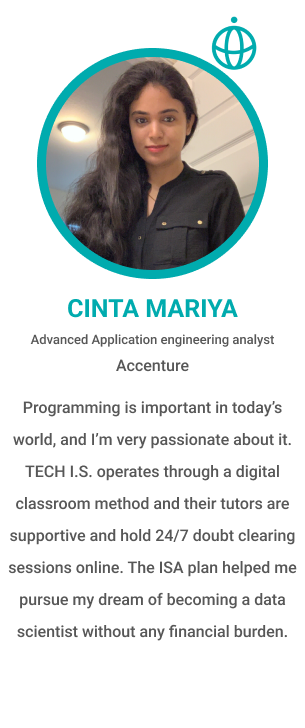 CINTA MARIYA
Advanced Application engineering analyst
Accenture
Programming is important in today's
world, and I'm very passionate about it.
TECH I.S. operates through a digital
classroom method and their tutors are
supportive and hold 24/7 doubt clearing
sessions online. The ISA plan helped me
pursue my dream of becoming a data
scientist without any financial burden.